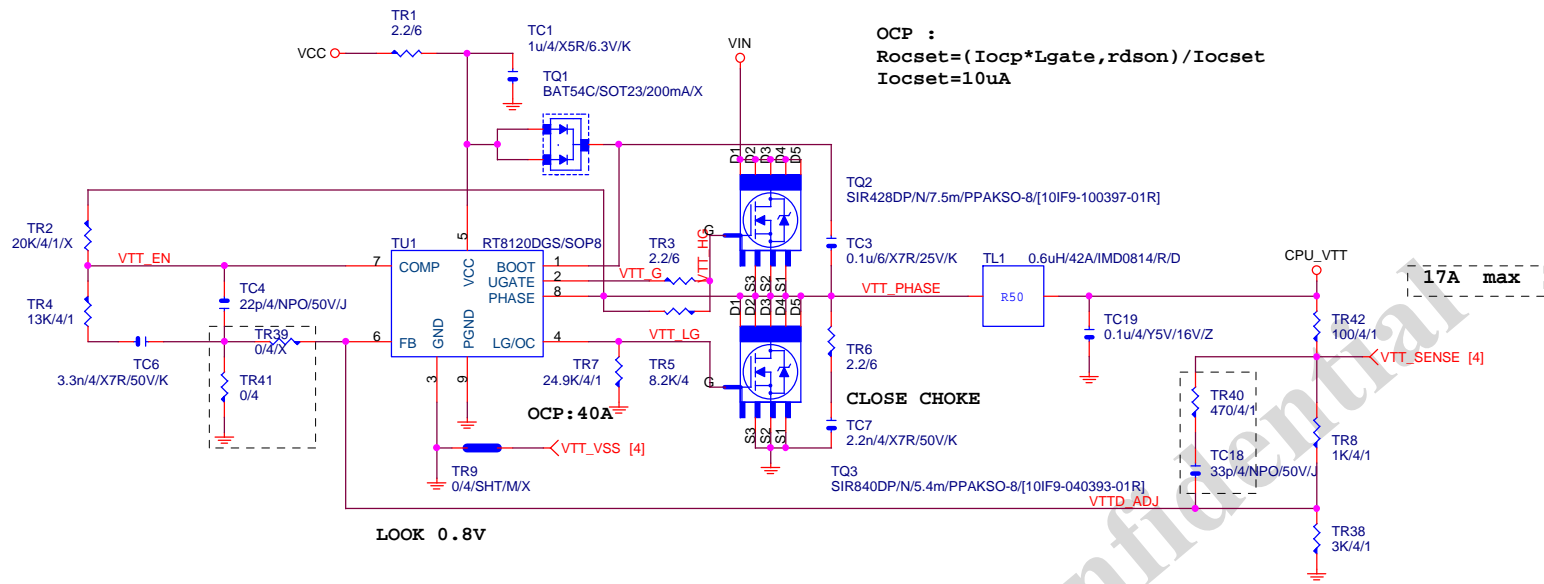 OCP :
Rocset=(Iocp*Lgate,rdson)/Iocset
Iocset=10uA
TR1
2.2/6
TC1
1u/4/X5R/6.3V/K
VCC
VIN
TQ1
BAT54C/SOT23/200mA/X
D1
D2
D3
D4
D5
TQ2
SIR428DP/N/7.5m/PPAKSO-8/[10IF9-100397-01R]
G
S3
S2
S1
TR2
20K/4/1/X
TU1
RT8120DGS/SOP8
5
VCC
VTT_EN
7
COMP
BOOT
1
UGATE
2
PHASE
8
6
FB
GND
PGND
LG/OC
4
3
9
TR3
2.2/6
VTT_G
VTT_HG
TC3
0.1u/6/X7R/25V/K
TL1
0.6uH/42A/IMD0814/R/D
R50
CPU_VTT
17A max
VTT_PHASE
TR4
13K/4/1
TC4
22p/4/NPO/50V/J
TR39
0/4/X
TC6
3.3n/4/X7R/50V/K
TR41
0/4
VTT_LG
TR7
24.9K/4/1
TR5
8.2K/4
D1
D2
D3
D4
D5
G
S3
S2
S1
TR6
2.2/6
TC19
0.1u/4/Y5V/16V/Z
TR42
100/4/1
VTT_SENSE [4]
CLOSE CHOKE
OCP:40A
TR40
470/4/1
TR8
1K/4/1
TC7
2.2n/4/X7R/50V/K
TC18
33p/4/NPO/50V/J
VTT_VSS [4]
TR9
0/4/SHT/M/X
TQ3
SIR840DP/N/5.4m/PPAKSO-8/[10IF9-040393-01R]
VTTD_ADJ
LOOK 0.8V
TR38
3K/4/1